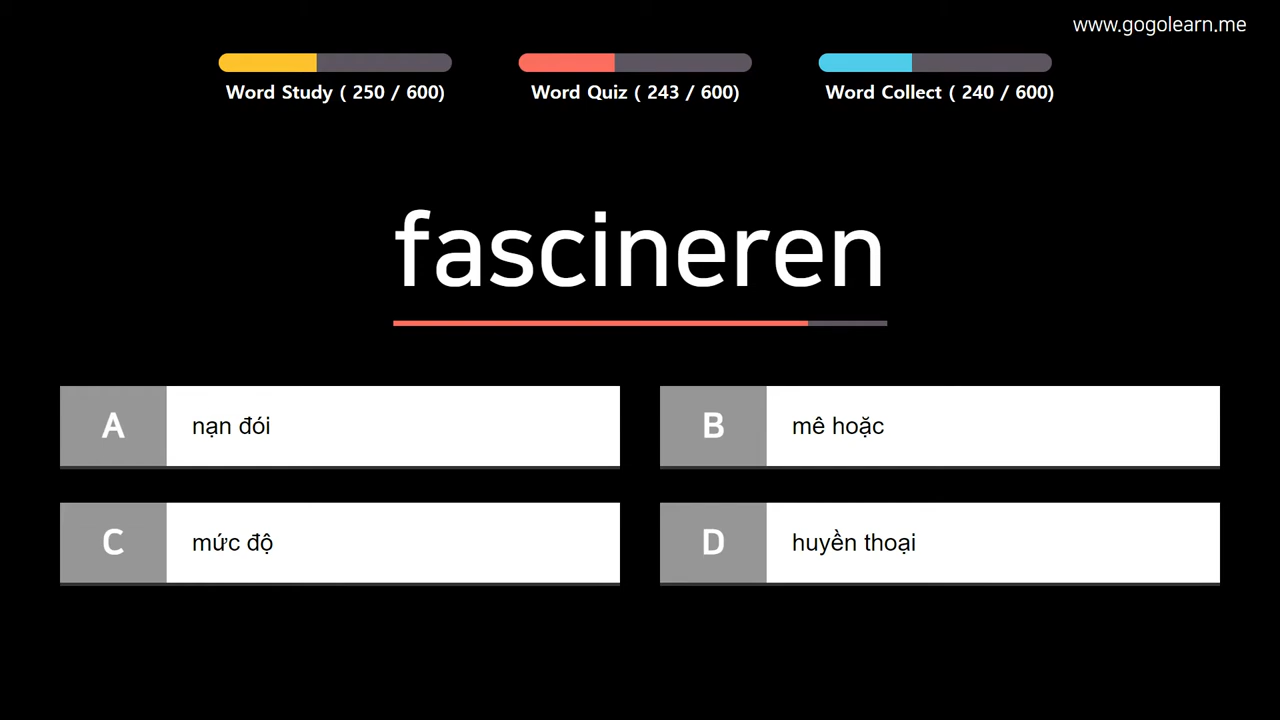 www.gogolearn.me
Word Study ( 250 / 600)
Word Quiz ( 243 / 600)
Word Collect ( 240 / 600)
fascineren
A nạn đói
B mê hoặc
C mức độ
D huyền thoại